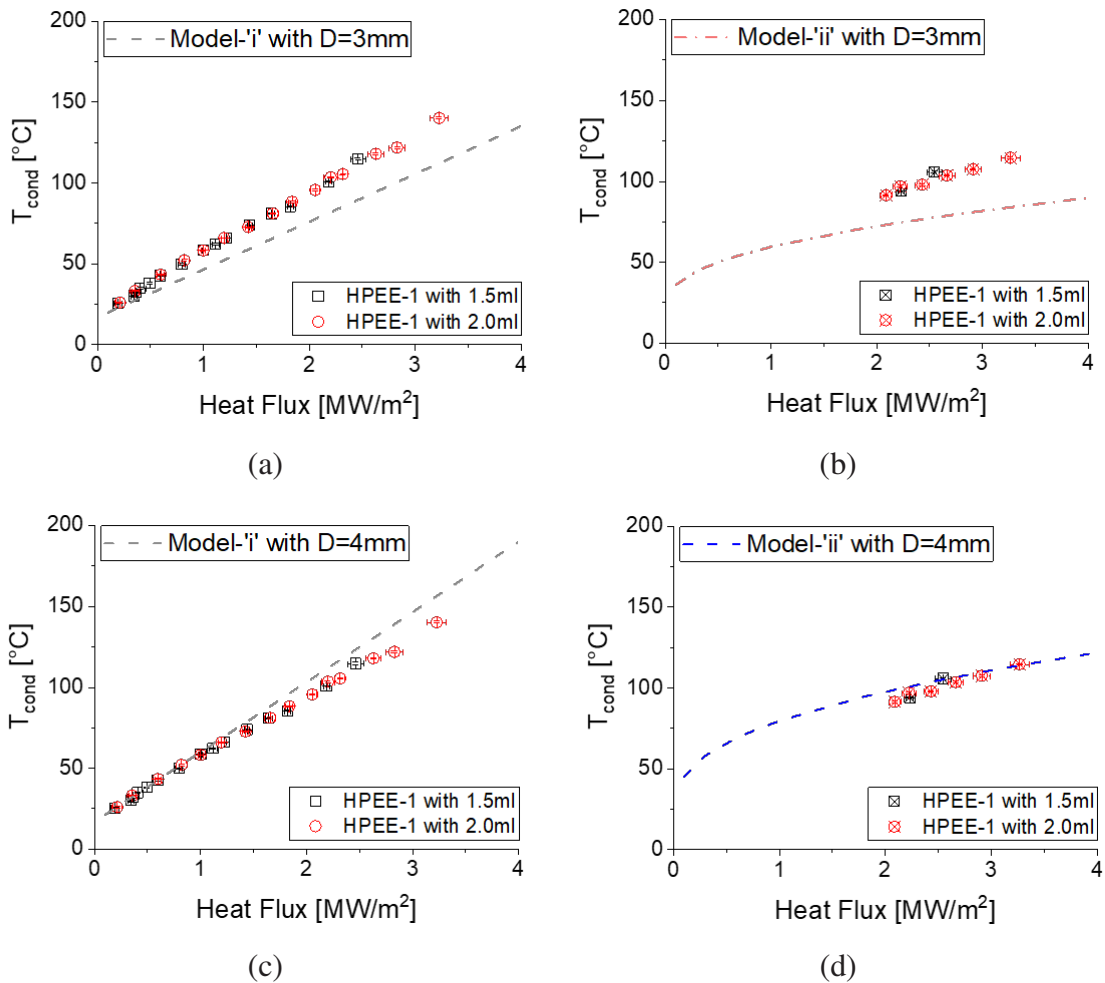 200
150
100
50
0
T_cond [°C]
Model-'i' with D=3mm
HPEE-1 with 1.5ml
HPEE-1 with 2.0ml
0 1 2 3 4
Heat Flux [MW/m²]
(a)
200
150
100
50
0
T_cond [°C]
Model-'ii' with D=3mm
HPEE-1 with 1.5ml
HPEE-1 with 2.0ml
0 1 2 3 4
Heat Flux [MW/m²]
(b)
200
150
100
50
0
T_cond [°C]
Model-'i' with D=4mm
HPEE-1 with 1.5ml
HPEE-1 with 2.0ml
0 1 2 3 4
Heat Flux [MW/m²]
(c)
200
150
100
50
0
T_cond [°C]
Model-'ii' with D=4mm
HPEE-1 with 1.5ml
HPEE-1 with 2.0ml
0 1 2 3 4
Heat Flux [MW/m²]
(d)